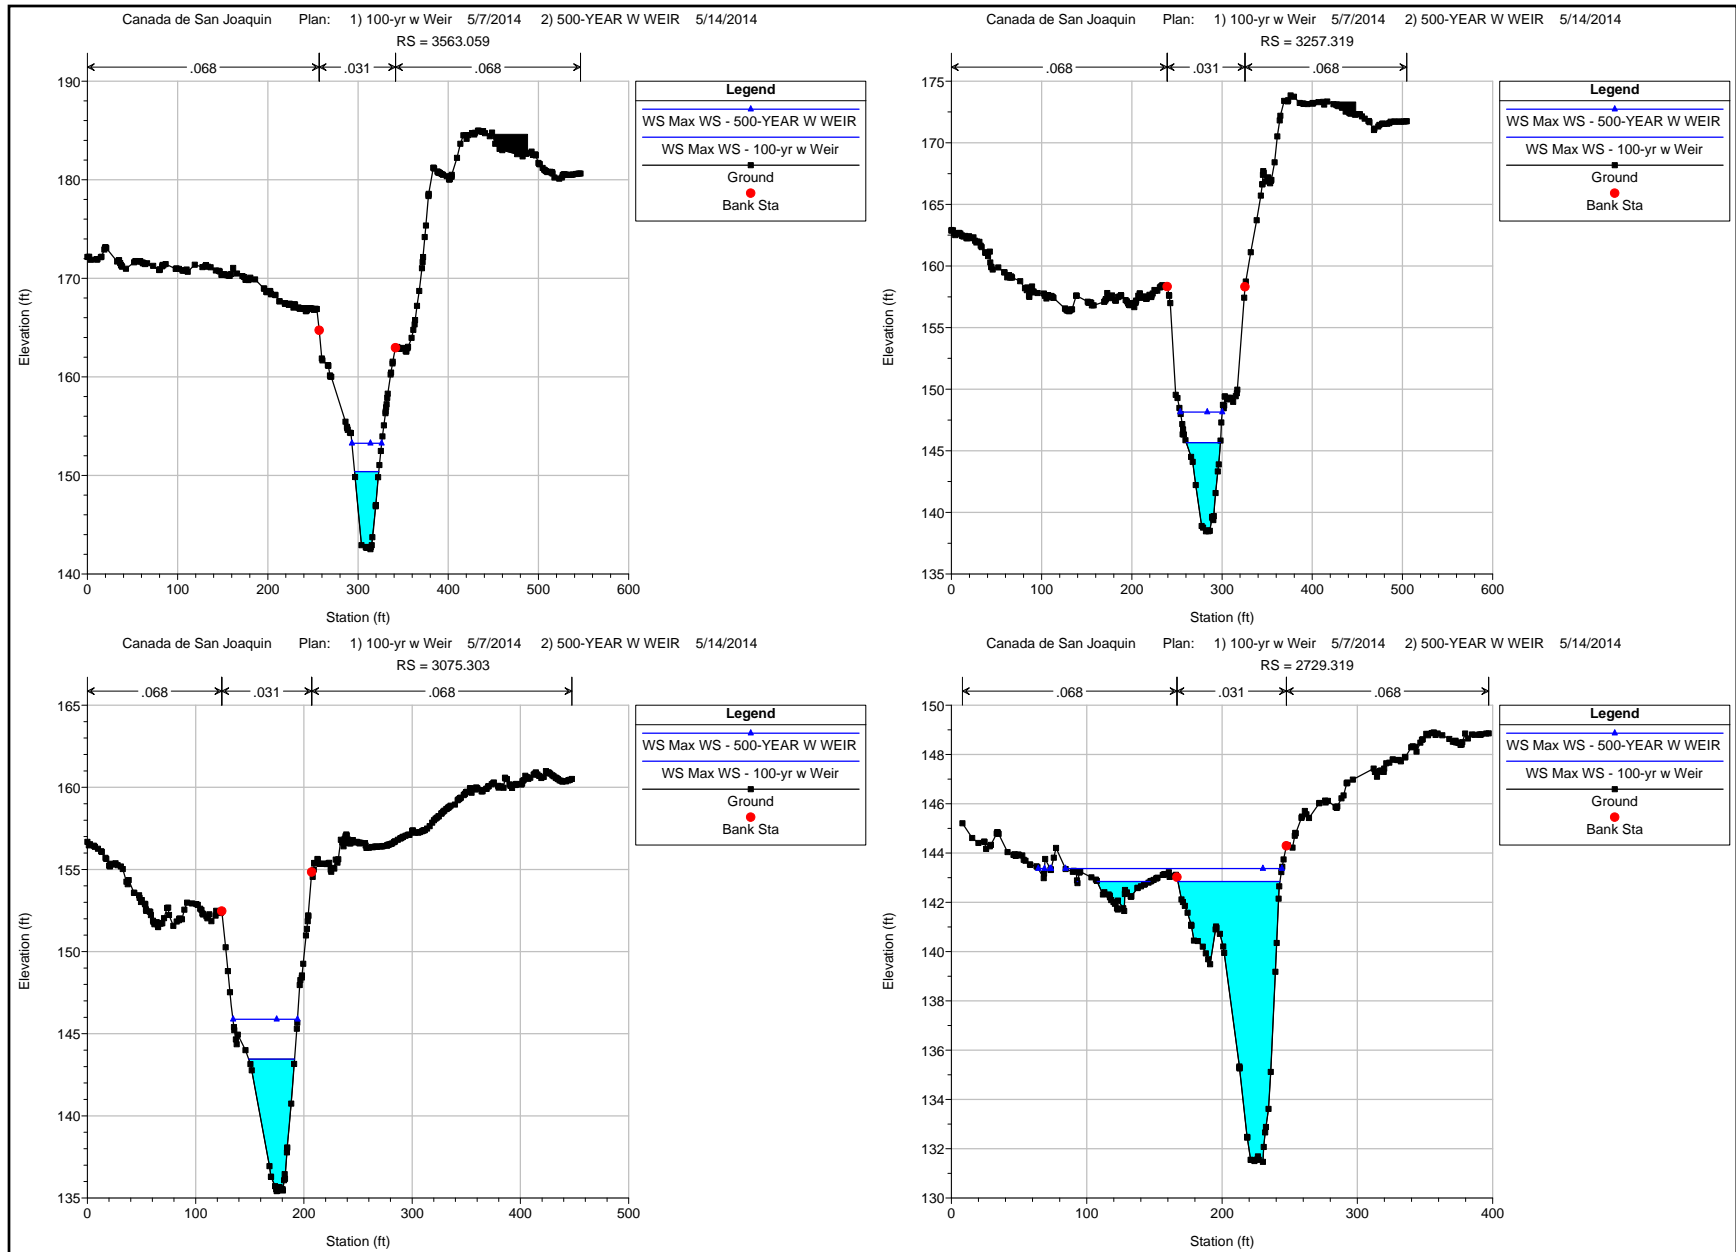 Canada de San Joaquin Plan: 1) 100-yr w Weir 5/7/2014 2) 500-YEAR W WEIR 5/14/2014
RS = 3563.059
.068 .031 .068
190
180
170
160
150
140
0 100 200 300 400 500 600
Elevation (ft)
Station (ft)
Legend
WS Max WS - 500-YEAR W WEIR
WS Max WS - 100-yr w Weir
Ground
Bank Sta
Canada de San Joaquin Plan: 1) 100-yr w Weir 5/7/2014 2) 500-YEAR W WEIR 5/14/2014
RS = 3257.319
.068 .031 .068
175
170
165
160
155
150
145
140
135
0 100 200 300 400 500 600
Elevation (ft)
Station (ft)
Legend
WS Max WS - 500-YEAR W WEIR
WS Max WS - 100-yr w Weir
Ground
Bank Sta
Canada de San Joaquin Plan: 1) 100-yr w Weir 5/7/2014 2) 500-YEAR W WEIR 5/14/2014
RS = 3075.303
.068 .031 .068
165
160
155
150
145
140
135
0 100 200 300 400 500
Elevation (ft)
Station (ft)
Legend
WS Max WS - 500-YEAR W WEIR
WS Max WS - 100-yr w Weir
Ground
Bank Sta
Canada de San Joaquin Plan: 1) 100-yr w Weir 5/7/2014 2) 500-YEAR W WEIR 5/14/2014
RS = 2729.319
.068 .031 .068
150
148
146
144
142
140
138
136
134
132
130
0 100 200 300 400
Elevation (ft)
Station (ft)
Legend
WS Max WS - 500-YEAR W WEIR
WS Max WS - 100-yr w Weir
Ground
Bank Sta